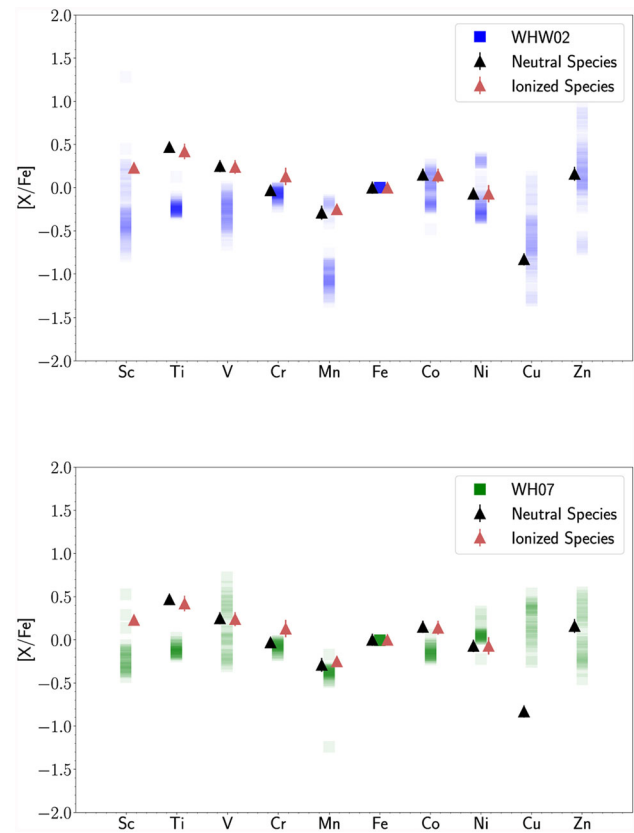 2.0
1.5
1.0
0.5
0.0
−0.5
−1.0
−1.5
−2.0
[X/Fe]
WHW02
Neutral Species
Ionized Species
Sc Ti V Cr Mn Fe Co Ni Cu Zn
2.0
1.5
1.0
0.5
0.0
−0.5
−1.0
−1.5
−2.0
[X/Fe]
WH07
Neutral Species
Ionized Species
Sc Ti V Cr Mn Fe Co Ni Cu Zn